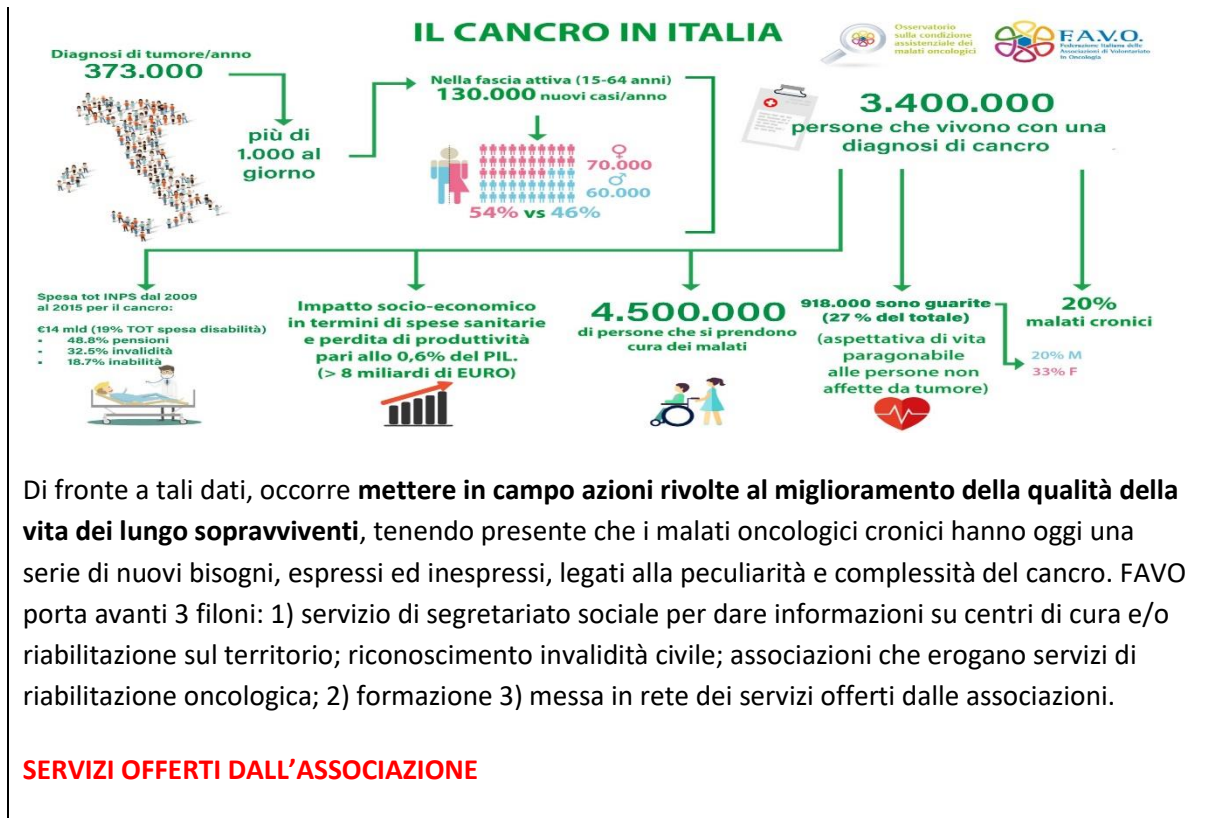 IL CANCRO IN ITALIA
Osservatorio
sulla condizione
assistenziale dei
malati oncologici
F.A.V.O.
Federazione Italiana delle
Associazioni di Volontariato
in Oncologia
Diagnosi di tumore/anno
373.000
più di
1.000 al
giorno
Nella fascia attiva (15-64 anni)
130.000 nuovi casi/anno
70.000
60.000
54% vs 46%
3.400.000
persone che vivono con una
diagnosi di cancro
Spesa tot INPS dal 2009
al 2015 per il cancro:
€14 mld (19% TOT spesa disabilità)
▪ 48.8% pensioni
▪ 32.5% invalidità
▪ 18.7% inabilità
Impatto socio-economico
in termini di spese sanitarie
e perdita di produttività
pari allo 0,6% del PIL.
(> 8 miliardi di EURO)
4.500.000
di persone che si prendono
cura dei malati
918.000 sono guarite
(27 % del totale)
(aspettativa di vita
paragonabile
alle persone non
affette da tumore)
20% M
33% F
20%
malati cronici
Di fronte a tali dati, occorre mettere in campo azioni rivolte al miglioramento della qualità della
vita dei lungo sopravviventi, tenendo presente che i malati oncologici cronici hanno oggi una
serie di nuovi bisogni, espressi ed inespressi, legati alla peculiarità e complessità del cancro. FAVO
porta avanti 3 filoni: 1) servizio di segretariato sociale per dare informazioni su centri di cura e/o
riabilitazione sul territorio; riconoscimento invalidità civile; associazioni che erogano servizi di
riabilitazione oncologica; 2) formazione 3) messa in rete dei servizi offerti dalle associazioni.
SERVIZI OFFERTI DALL’ASSOCIAZIONE